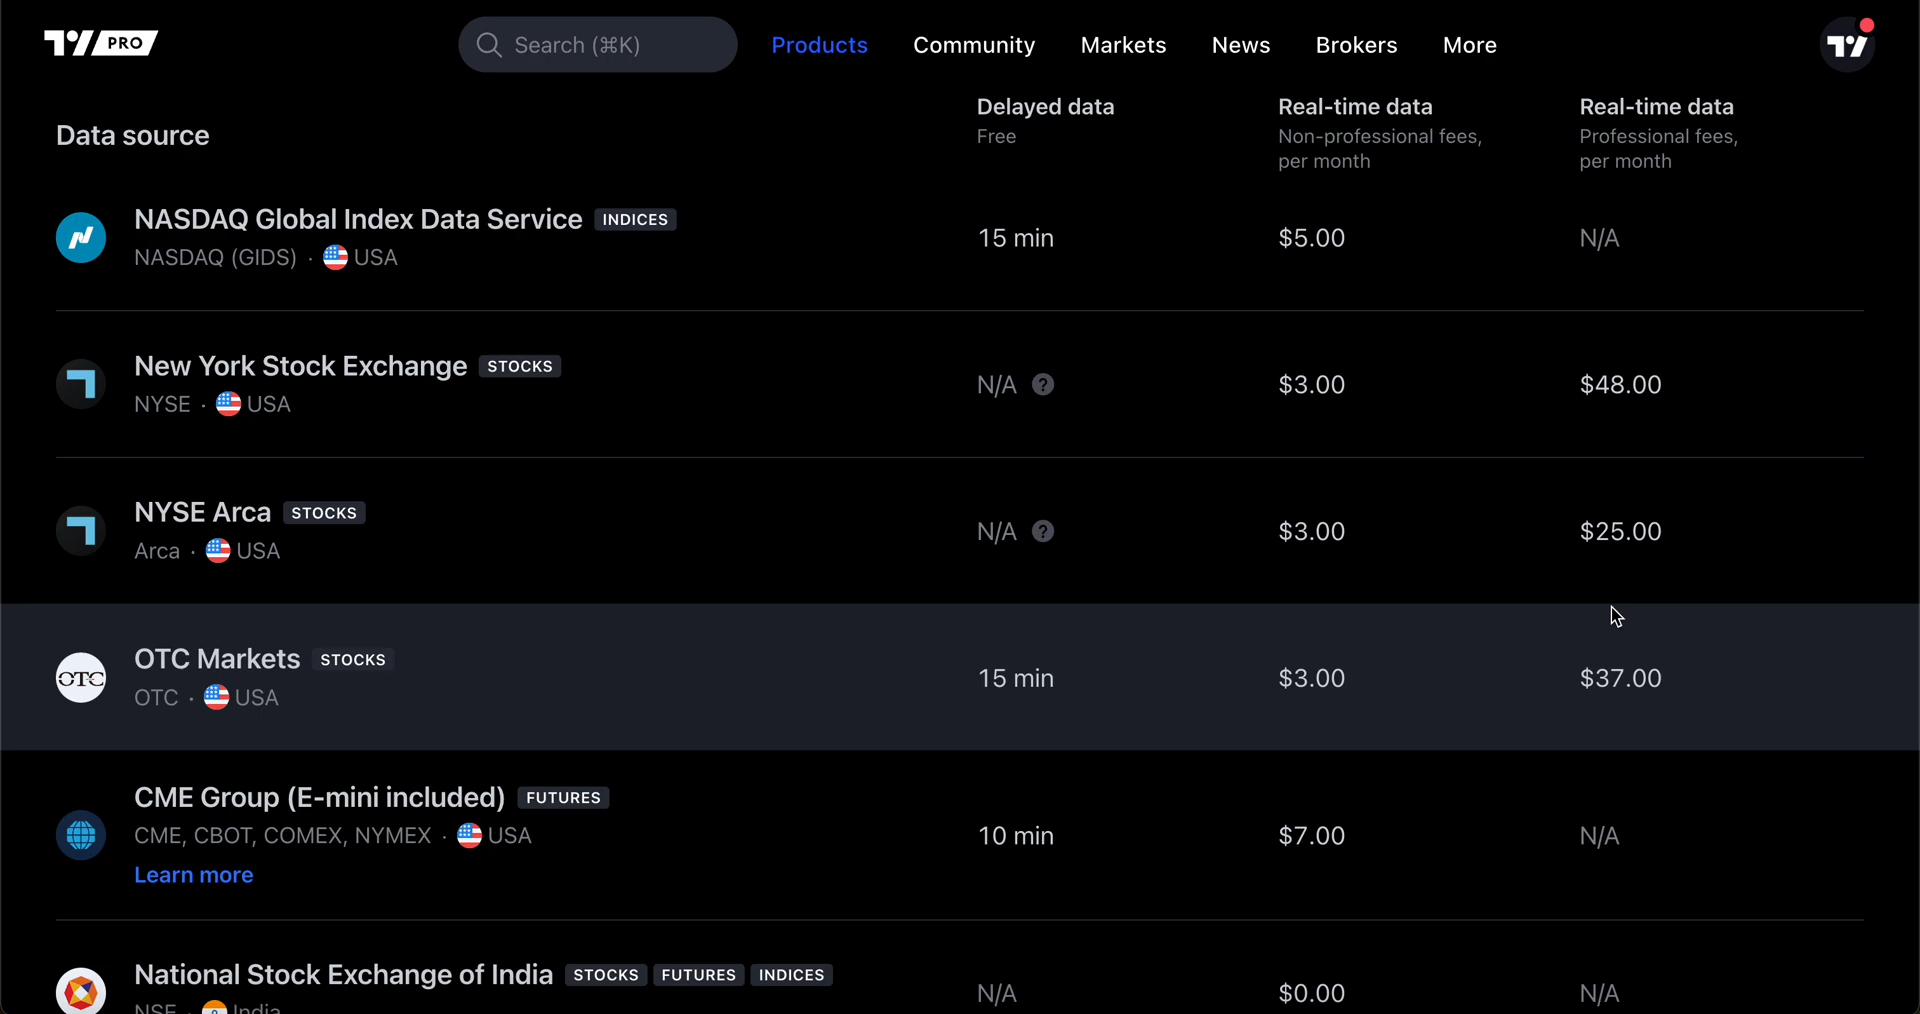 PRO
Search (⌘K)
Products
Community
Markets
News
Brokers
More
Data source
Delayed data
Free
Real-time data
Non-professional fees,
per month
Real-time data
Professional fees,
per month
NASDAQ Global Index Data Service INDICES
NASDAQ (GIDS) · USA
15 min
$5.00
N/A
New York Stock Exchange STOCKS
NYSE · USA
N/A ?
$3.00
$48.00
NYSE Arca STOCKS
Arca · USA
N/A ?
$3.00
$25.00
OTC
OTC Markets STOCKS
OTC · USA
15 min
$3.00
$37.00
CME Group (E-mini included) FUTURES
CME, CBOT, COMEX, NYMEX · USA
Learn more
10 min
$7.00
N/A
National Stock Exchange of India STOCKS FUTURES INDICES
NSE · India
N/A
$0.00
N/A